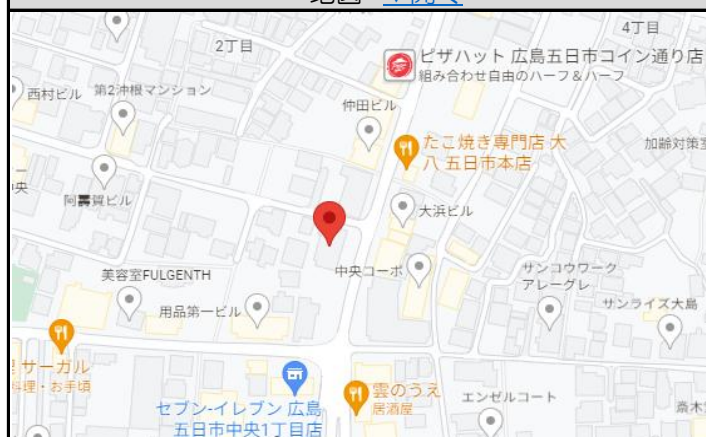 2丁目
4丁目
ピザハット 広島五日市コイン通り店
組み合わせ自由のハーフ＆ハーフ
西村ビル
第2沖根マンション
仲田ビル
たこ焼き専門店 大
八 五日市本店
加齢対策
中央
阿壽賀ビル
大浜ビル
美容室FULGENTH
中央コーポ
サンコウワーク
アレーグレ
用品第一ビル
サンライズ大島
サーガル
料理・お手頃
セブン-イレブン 広島
五日市中央1丁目店
雲のうえ
居酒屋
エンゼルコート
斎木